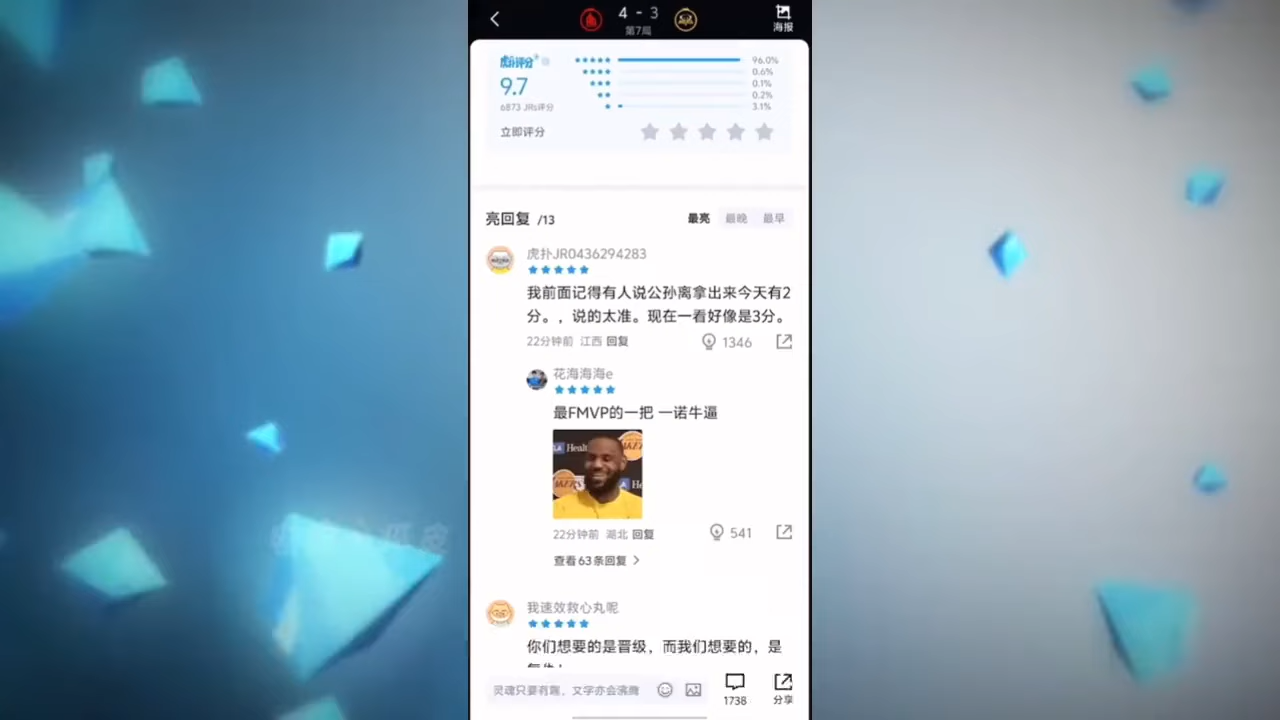 4 - 3
第7局
海报
虎扑评分
96.0%
0.6%
9.7
0.1%
0.2%
6873 JRs评分
3.1%
立即评分
亮回复 /13
最亮 最晚 最早
虎扑JR0436294283
我前面记得有人说公孙离拿出来今天有2
分。，说的太准。现在一看好像是3分。
22分钟前 江西 回复
1346
花海海海e
最FMVP的一把 一诺牛逼
22分钟前 湖北 回复
541
查看63条回复
我速效救心丸呢
你们想要的是晋级，而我们想要的，是
灵魂只要有趣，文字亦会沸腾
1738
分享